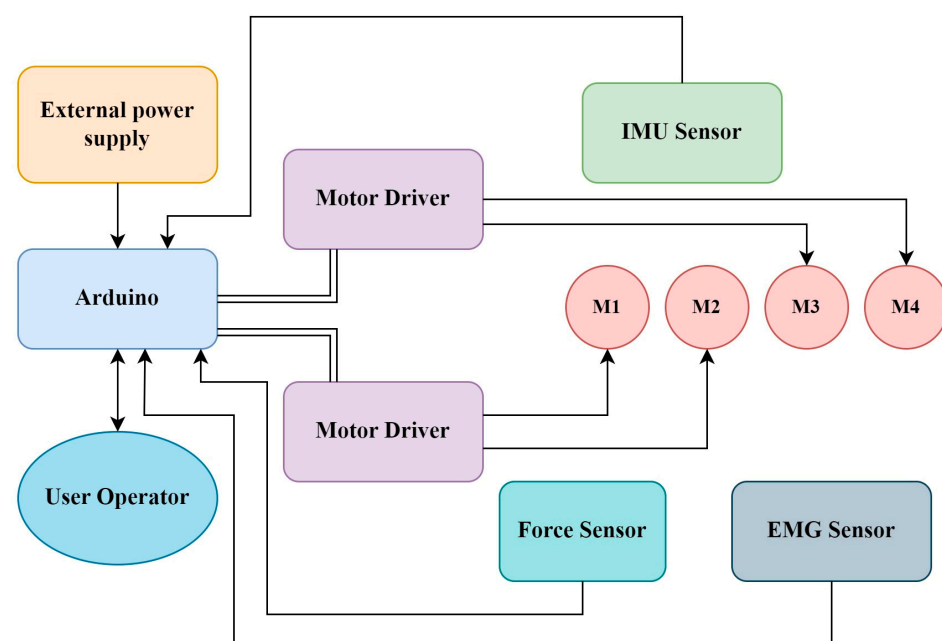 External power
supply
IMU Sensor
Motor Driver
Arduino
M1
M2
M3
M4
Motor Driver
User Operator
Force Sensor
EMG Sensor